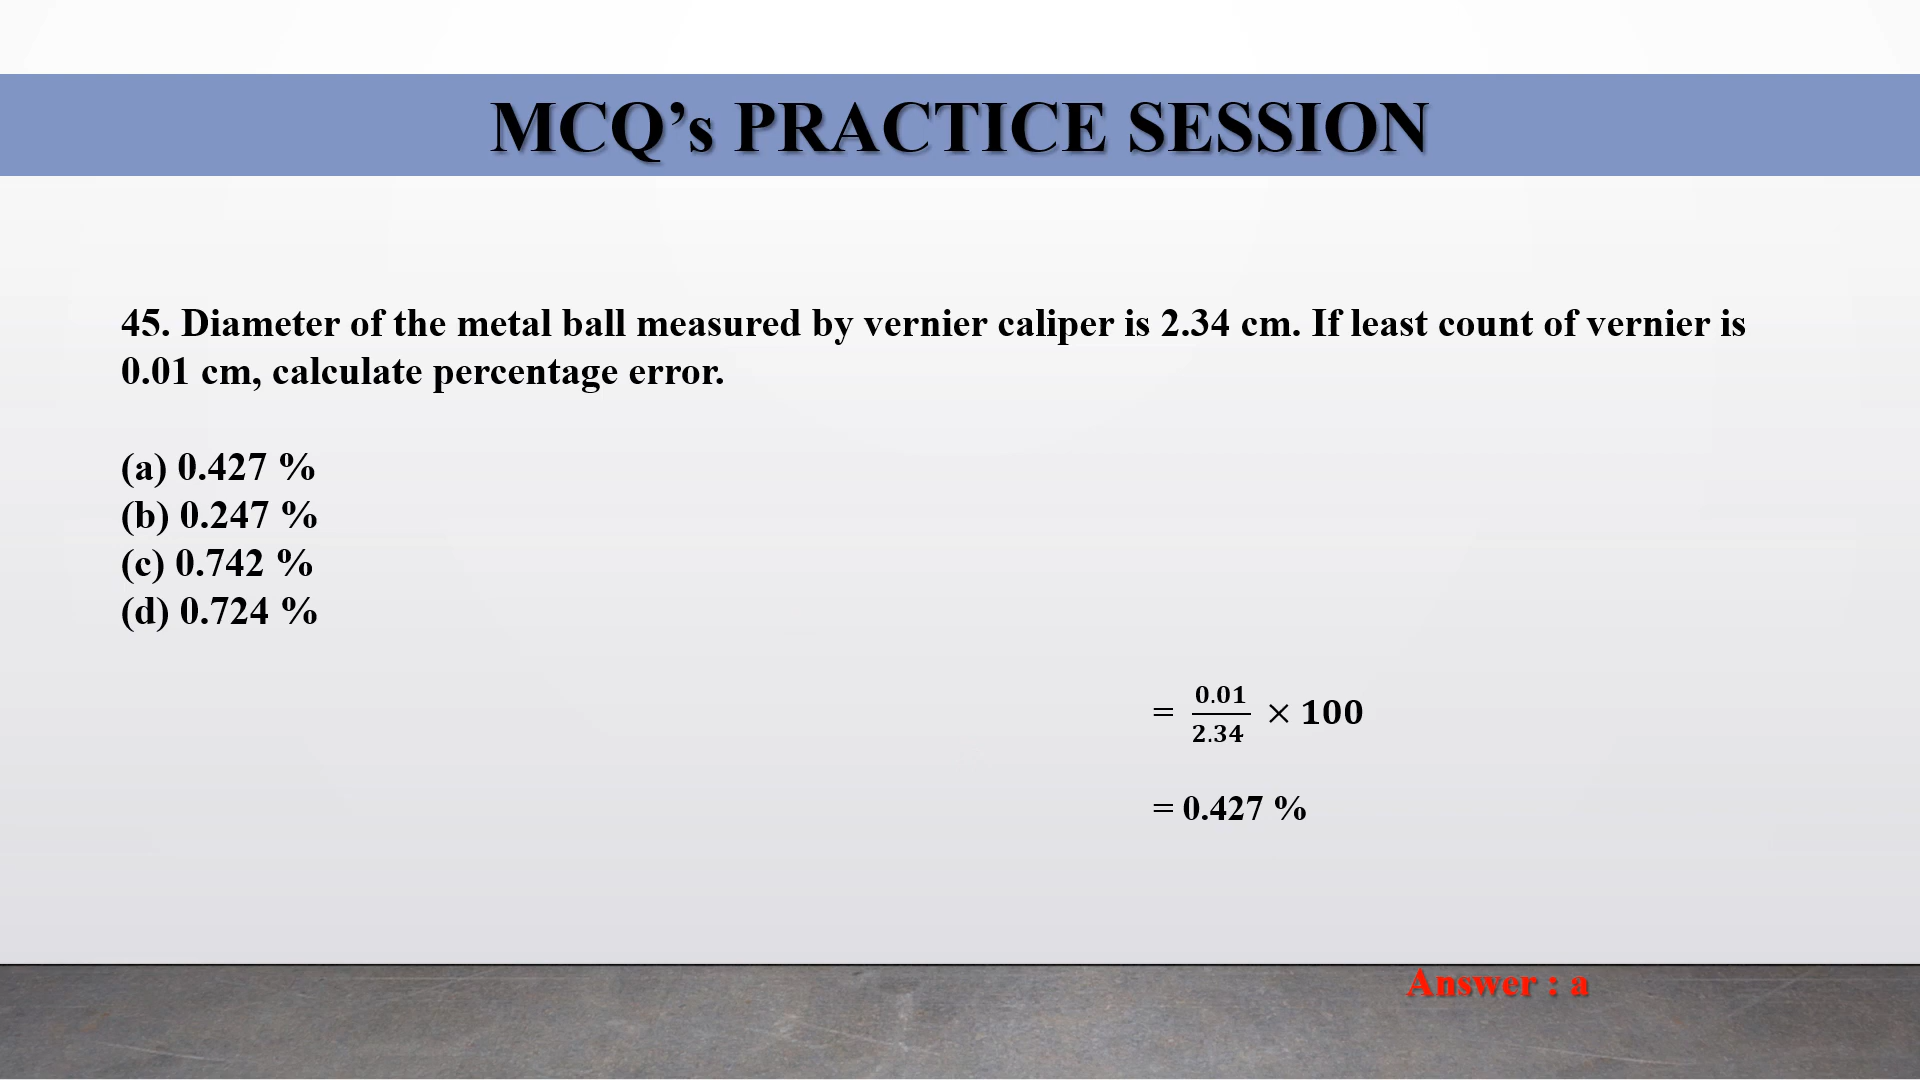 MCQ’s PRACTICE SESSION
45. Diameter of the metal ball measured by vernier caliper is 2.34 cm. If least count of vernier is
0.01 cm, calculate percentage error.
(a) 0.427 %
(b) 0.247 %
(c) 0.742 %
(d) 0.724 %
= 0.01/2.34 × 100
= 0.427 %
Answer : a